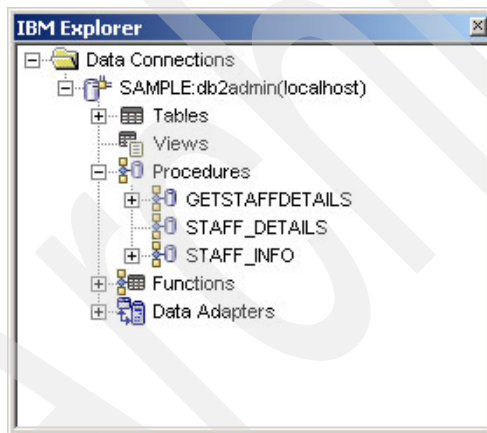 IBM Explorer
Data Connections
SAMPLE:db2admin(localhost)
Tables
Views
Procedures
GETSTAFFDETAILS
STAFF_DETAILS
STAFF_INFO
Functions
Data Adapters